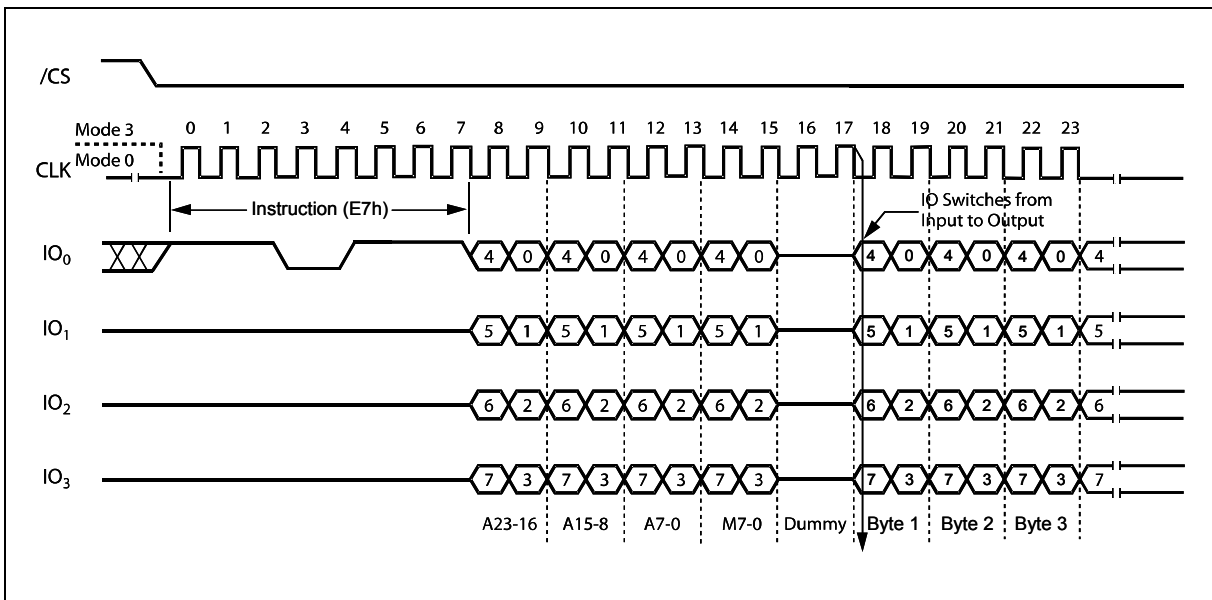 /CS
Mode 3
0 1 2 3 4 5 6 7 8 9 10 11 12 13 14 15 16 17 18 19 20 21 22 23
Mode 0
CLK
Instruction (E7h)
IO Switches from
Input to Output
IO0
4 0 4 0 4 0 4 0 4 0 4 0 4 0 4
IO1
5 1 5 1 5 1 5 1 5 1 5 1 5 1 5
IO2
6 2 6 2 6 2 6 2 6 2 6 2 6 2 6
IO3
7 3 7 3 7 3 7 3 7 3 7 3 7 3 7
A23-16 A15-8 A7-0 M7-0 Dummy Byte 1 Byte 2 Byte 3